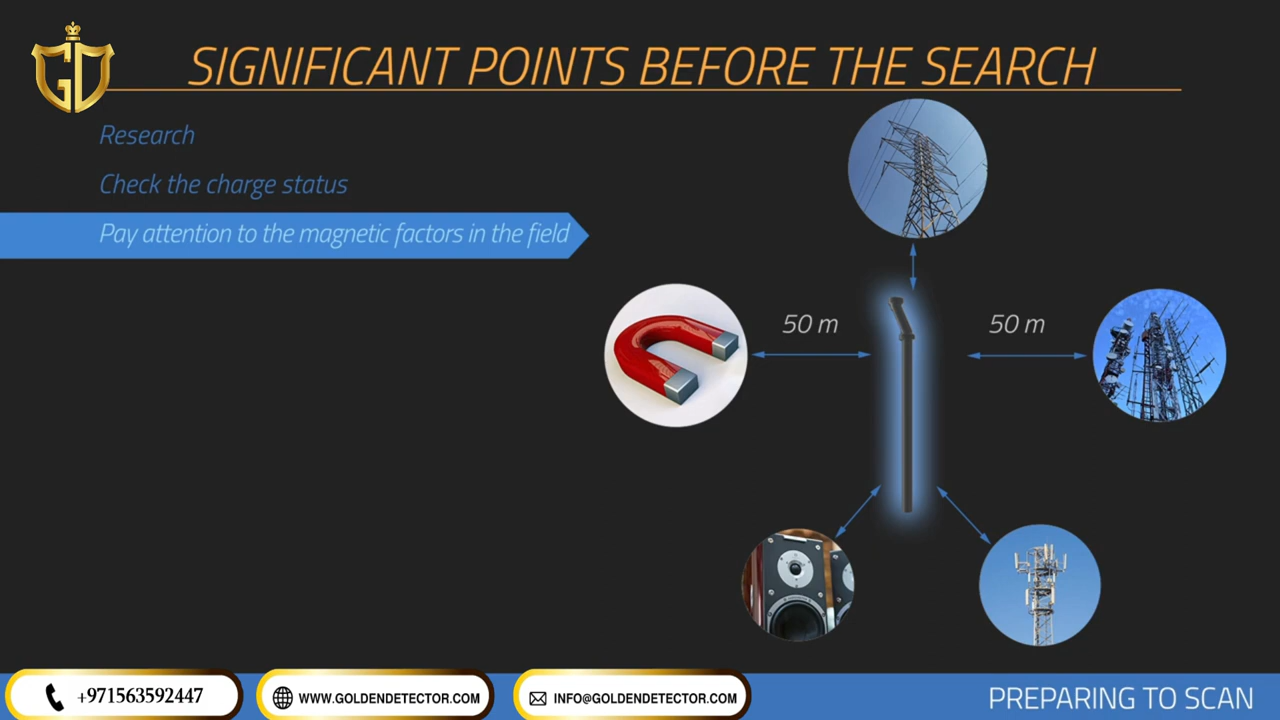 GD
SIGNIFICANT POINTS BEFORE THE SEARCH
Research
Check the charge status
Pay attention to the magnetic factors in the field
50 m
50 m
+971563592447
WWW.GOLDENDETECTOR.COM
INFO@GOLDENDETECTOR.COM
PREPARING TO SCAN